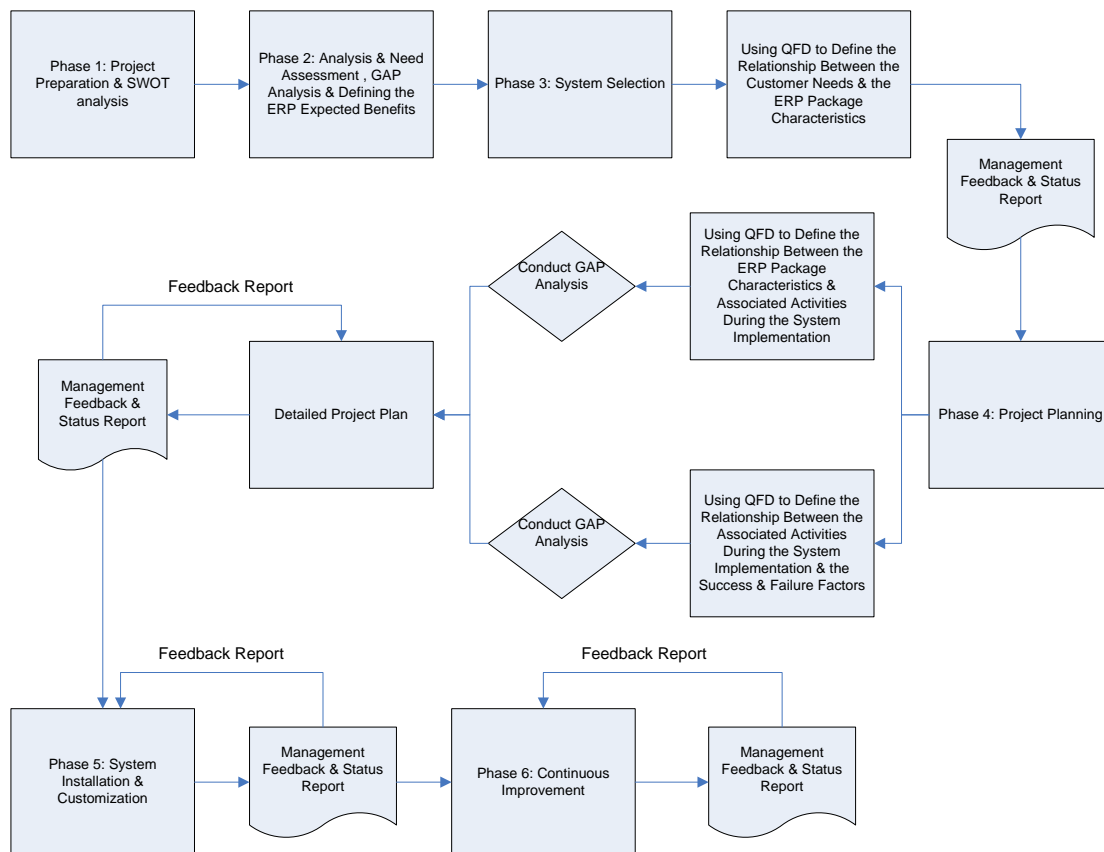 Phase 1: Project
Preparation & SWOT
analysis
Phase 2: Analysis & Need
Assessment , GAP
Analysis & Defining the
ERP Expected Benefits
Phase 3: System Selection
Using QFD to Define the
Relationship Between the
Customer Needs & the
ERP Package
Characteristics
Management
Feedback & Status
Report
Phase 4: Project Planning
Using QFD to Define the
Relationship Between the
ERP Package
Characteristics &
Associated Activities
During the System
Implementation
Conduct GAP
Analysis
Using QFD to Define the
Relationship Between the
Associated Activities
During the System
Implementation & the
Success & Failure Factors
Conduct GAP
Analysis
Detailed Project Plan
Feedback Report
Management
Feedback &
Status Report
Phase 5: System
Installation &
Customization
Feedback Report
Management
Feedback & Status
Report
Phase 6: Continuous
Improvement
Feedback Report
Management
Feedback & Status
Report